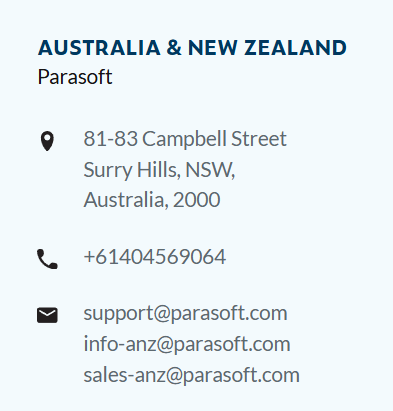 AUSTRALIA & NEW ZEALAND
Parasoft
81-83 Campbell Street
Surry Hills, NSW,
Australia, 2000
+61404569064
support@parasoft.com
info-anz@parasoft.com
sales-anz@parasoft.com